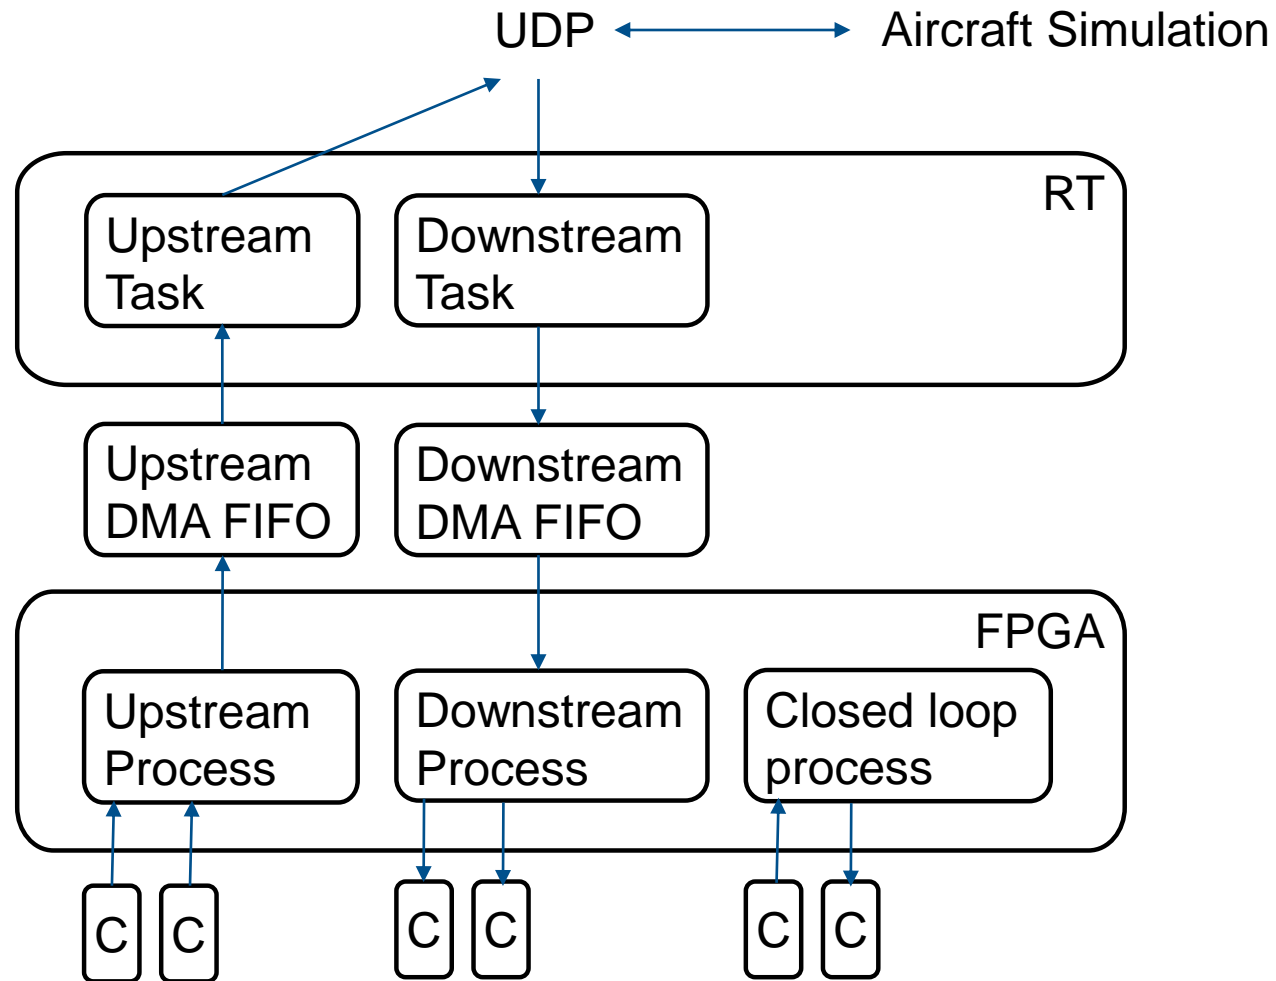 UDP
Aircraft Simulation
RT
Upstream
Task
Downstream
Task
Upstream
DMA FIFO
Downstream
DMA FIFO
FPGA
Upstream
Process
Downstream
Process
Closed loop
process
C
C
C
C
C
C